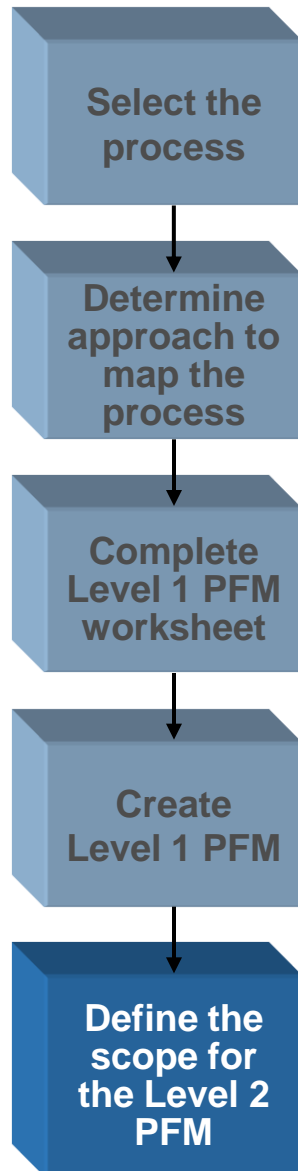 Select the
process
Determine
approach to
map the
process
Complete
Level 1 PFM
worksheet
Create
Level 1 PFM
Define the
scope for
the Level 2
PFM